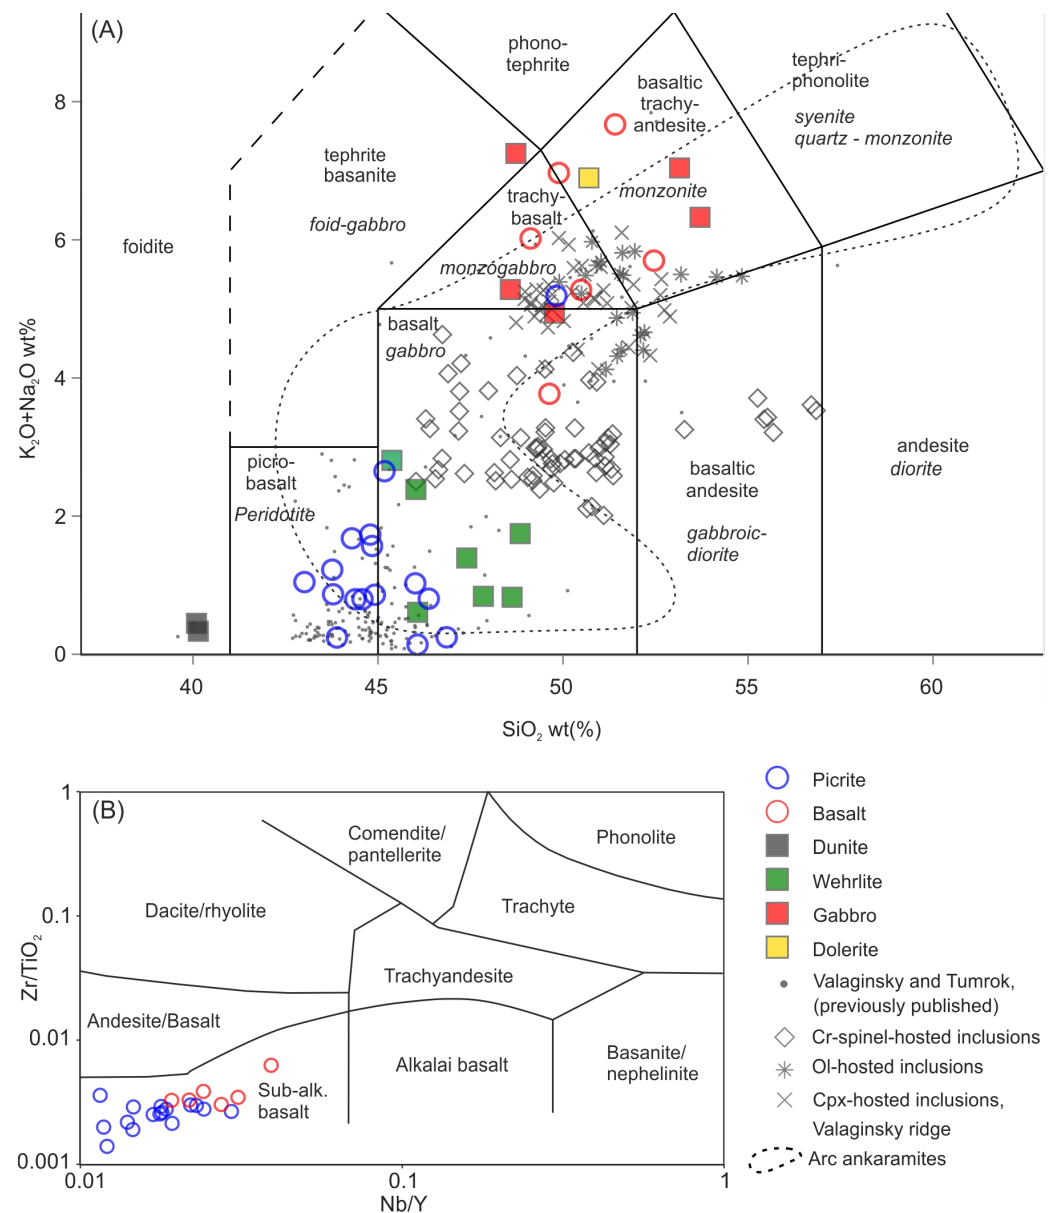 (A)
phono-
tephrite
basaltic
trachy-
andesite
tephri-
phonolite
syenite
quartz - monzonite
tephrite
basanite
foid-gabbro
foidite
trachy-
basalt
monzonite
monzogabbro
basalt
gabbro
picro-
basalt
Peridotite
basaltic
andesite
gabbroic-
diorite
andesite
diorite
8
6
4
2
0
K₂O+Na₂O wt%
40
45
50
55
60
SiO₂ wt(%)
(B)
1
0.1
0.01
0.001
Zr/TiO₂
Comendite/
pantellerite
Phonolite
Dacite/rhyolite
Trachyte
Trachyandesite
Andesite/Basalt
Alkalai basalt
Basanite/
nephelinite
Sub-alk.
basalt
0.01
0.1
1
Nb/Y
Picrite
Basalt
Dunite
Wehrlite
Gabbro
Dolerite
Valaginsky and Tumrok,
(previously published)
Cr-spinel-hosted inclusions
Ol-hosted inclusions
Cpx-hosted inclusions,
Valaginsky ridge
Arc ankaramites